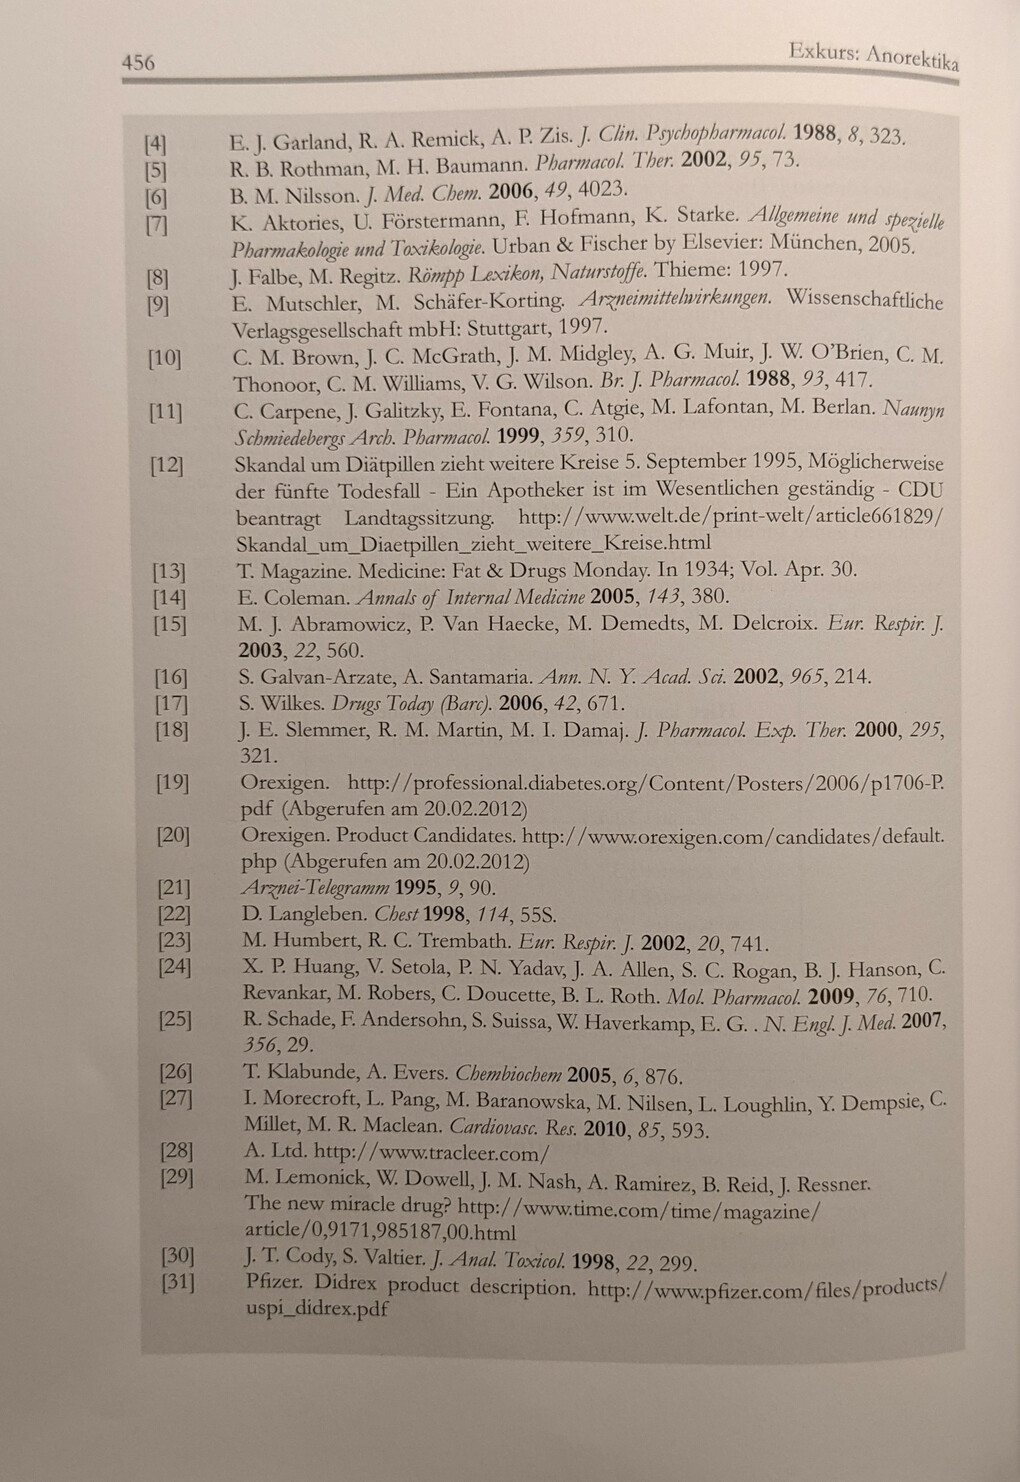 456
Exkurs: Anorektika
[4] E. J. Garland, R. A. Remick, A. P. Zis. J. Clin. Psychopharmacol. 1988, 8, 323.
[5] R. B. Rothman, M. H. Baumann. Pharmacol. Ther. 2002, 95, 73.
[6] B. M. Nilsson. J. Med. Chem. 2006, 49, 4023.
[7] K. Aktories, U. Förstermann, F. Hofmann, K. Starke. Allgemeine und spezielle
Pharmakologie und Toxikologie. Urban & Fischer by Elsevier: München, 2005.
[8] J. Falbe, M. Regitz. Römpp Lexikon, Naturstoffe. Thieme: 1997.
[9] E. Mutschler, M. Schäfer-Korting. Arzneimittelwirkungen. Wissenschaftliche
Verlagsgesellschaft mbH: Stuttgart, 1997.
[10] C. M. Brown, J. C. McGrath, J. M. Midgley, A. G. Muir, J. W. O'Brien, C. M.
Thonoor, C. M. Williams, V. G. Wilson. Br. J. Pharmacol. 1988, 93, 417.
[11] C. Carpene, J. Galitzky, E. Fontana, C. Atgie, M. Lafontan, M. Berlan. Naunyn
Schmiedebergs Arch. Pharmacol. 1999, 359, 310.
[12] Skandal um Diätpillen zieht weitere Kreise 5. September 1995, Möglicherweise
der fünfte Todesfall - Ein Apotheker ist im Wesentlichen geständig - CDU
beantragt Landtagssitzung. http://www.welt.de/print-welt/article661829/
Skandal_um_Diaetpillen_zieht_weitere_Kreise.html
[13] T. Magazine. Medicine: Fat & Drugs Monday. In 1934; Vol. Apr. 30.
[14] E. Coleman. Annals of Internal Medicine 2005, 143, 380.
[15] M. J. Abramowicz, P. Van Haecke, M. Demedts, M. Delcroix. Eur. Respir. J.
2003, 22, 560.
[16] S. Galvan-Arzate, A. Santamaria. Ann. N. Y. Acad. Sci. 2002, 965, 214.
[17] S. Wilkes. Drugs Today (Barc). 2006, 42, 671.
[18] J. E. Slemmer, R. M. Martin, M. I. Damaj. J. Pharmacol. Exp. Ther. 2000, 295,
321.
[19] Orexigen. http://professional.diabetes.org/Content/Posters/2006/p1706-P.
pdf (Abgerufen am 20.02.2012)
[20] Orexigen. Product Candidates. http://www.orexigen.com/candidates/default.
php (Abgerufen am 20.02.2012)
[21] Arznei-Telegramm 1995, 9, 90.
[22] D. Langleben. Chest 1998, 114, 55S.
[23] M. Humbert, R. C. Trembath. Eur. Respir. J. 2002, 20, 741.
[24] X. P. Huang, V. Setola, P. N. Yadav, J. A. Allen, S. C. Rogan, B. J. Hanson, C.
Revankar, M. Robers, C. Doucette, B. L. Roth. Mol. Pharmacol. 2009, 76, 710.
[25] R. Schade, F. Andersohn, S. Suissa, W. Haverkamp, E. G. . N. Engl. J. Med. 2007,
356, 29.
[26] T. Klabunde, A. Evers. Chembiochem 2005, 6, 876.
[27] I. Morecroft, L. Pang, M. Baranowska, M. Nilsen, L. Loughlin, Y. Dempsie, C.
Millet, M. R. Maclean. Cardiovasc. Res. 2010, 85, 593.
[28] A. Ltd. http://www.tracleer.com/
[29] M. Lemonick, W. Dowell, J. M. Nash, A. Ramirez, B. Reid, J. Ressner.
The new miracle drug? http://www.time.com/time/magazine/
article/0,9171,985187,00.html
[30] J. T. Cody, S. Valtier. J. Anal. Toxicol. 1998, 22, 299.
[31] Pfizer. Didrex product description. http://www.pfizer.com/files/products/
uspi_didrex.pdf